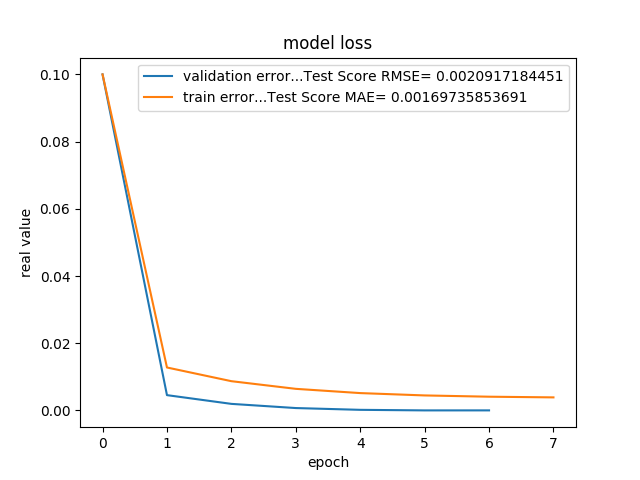 model loss
validation error...Test Score RMSE= 0.0020917184451
train error...Test Score MAE= 0.00169735853691
0.10
0.08
0.06
0.04
0.02
0.00
real value
0 1 2 3 4 5 6 7
epoch